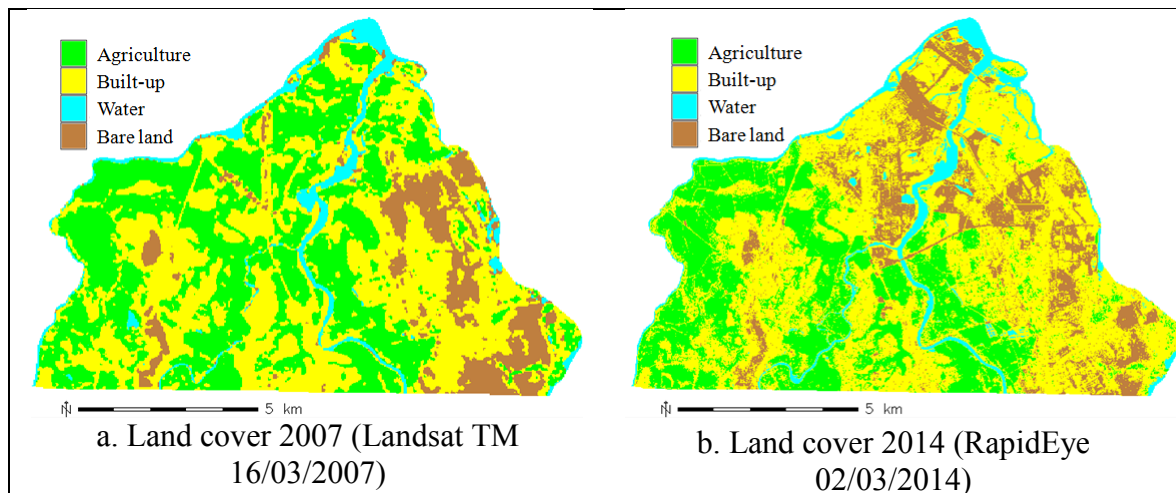 Agriculture
Built-up
Water
Bare land
N
5 km
a. Land cover 2007 (Landsat TM
16/03/2007)
Agriculture
Built-up
Water
Bare land
N
5 km
b. Land cover 2014 (RapidEye
02/03/2014)